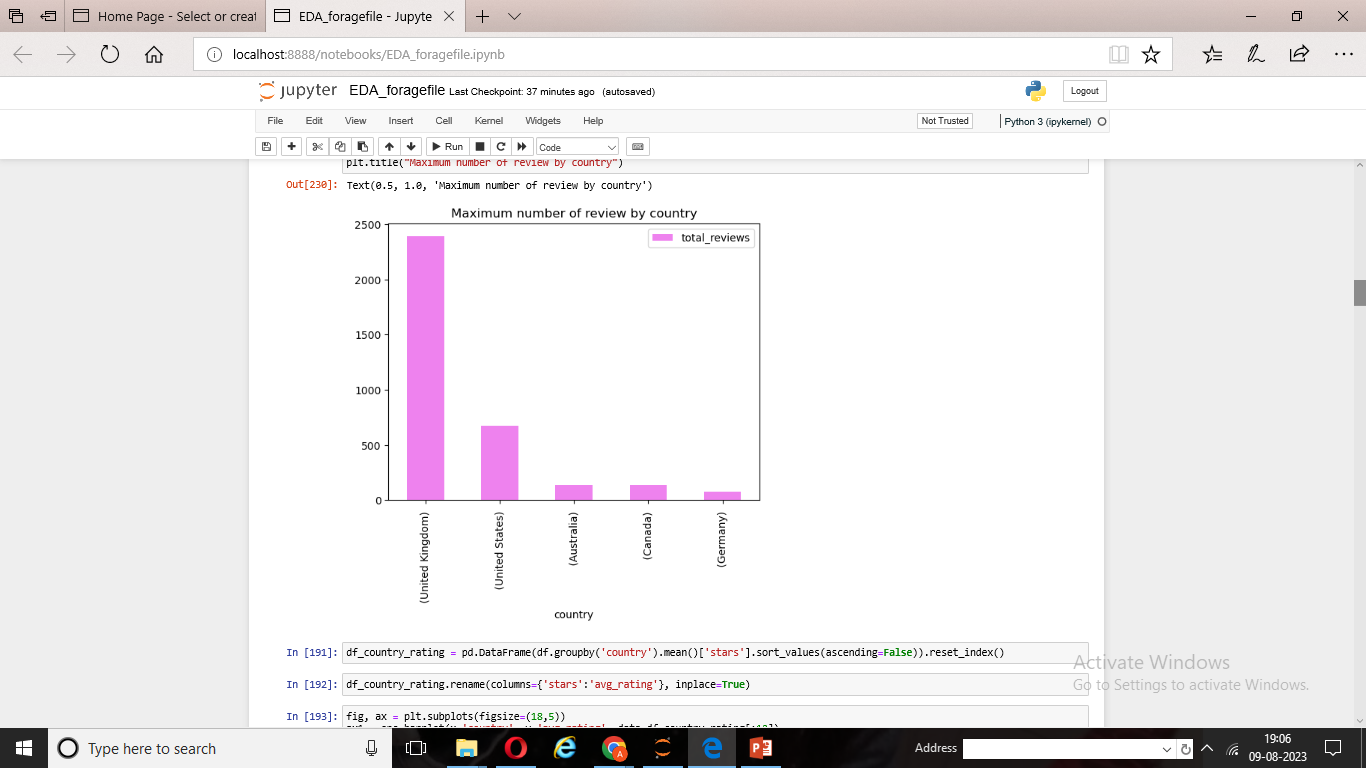 Home Page - Select or creat
EDA_foragefile - Jupyte
localhost:8888/notebooks/EDA_foragefile.ipynb
jupyter EDA_foragefile Last Checkpoint: 37 minutes ago (autosaved)
Logout
File Edit View Insert Cell Kernel Widgets Help
Not Trusted
Python 3 (ipykernel)
Run
Code
plt.title("Maximum number of review by country")
Out[230]: Text(0.5, 1.0, 'Maximum number of review by country')
Maximum number of review by country
total_reviews
2500
2000
1500
1000
500
0
(United Kingdom)
(United States)
(Australia)
(Canada)
(Germany)
country
In [191]: df_country_rating = pd.DataFrame(df.groupby('country').mean()['stars'].sort_values(ascending=False)).reset_index()
In [192]: df_country_rating.rename(columns={'stars':'avg_rating'}, inplace=True)
In [193]: fig, ax = plt.subplots(figsize=(18,5))
Activate Windows
Go to Settings to activate Windows.
Type here to search
Address
19:06
09-08-2023